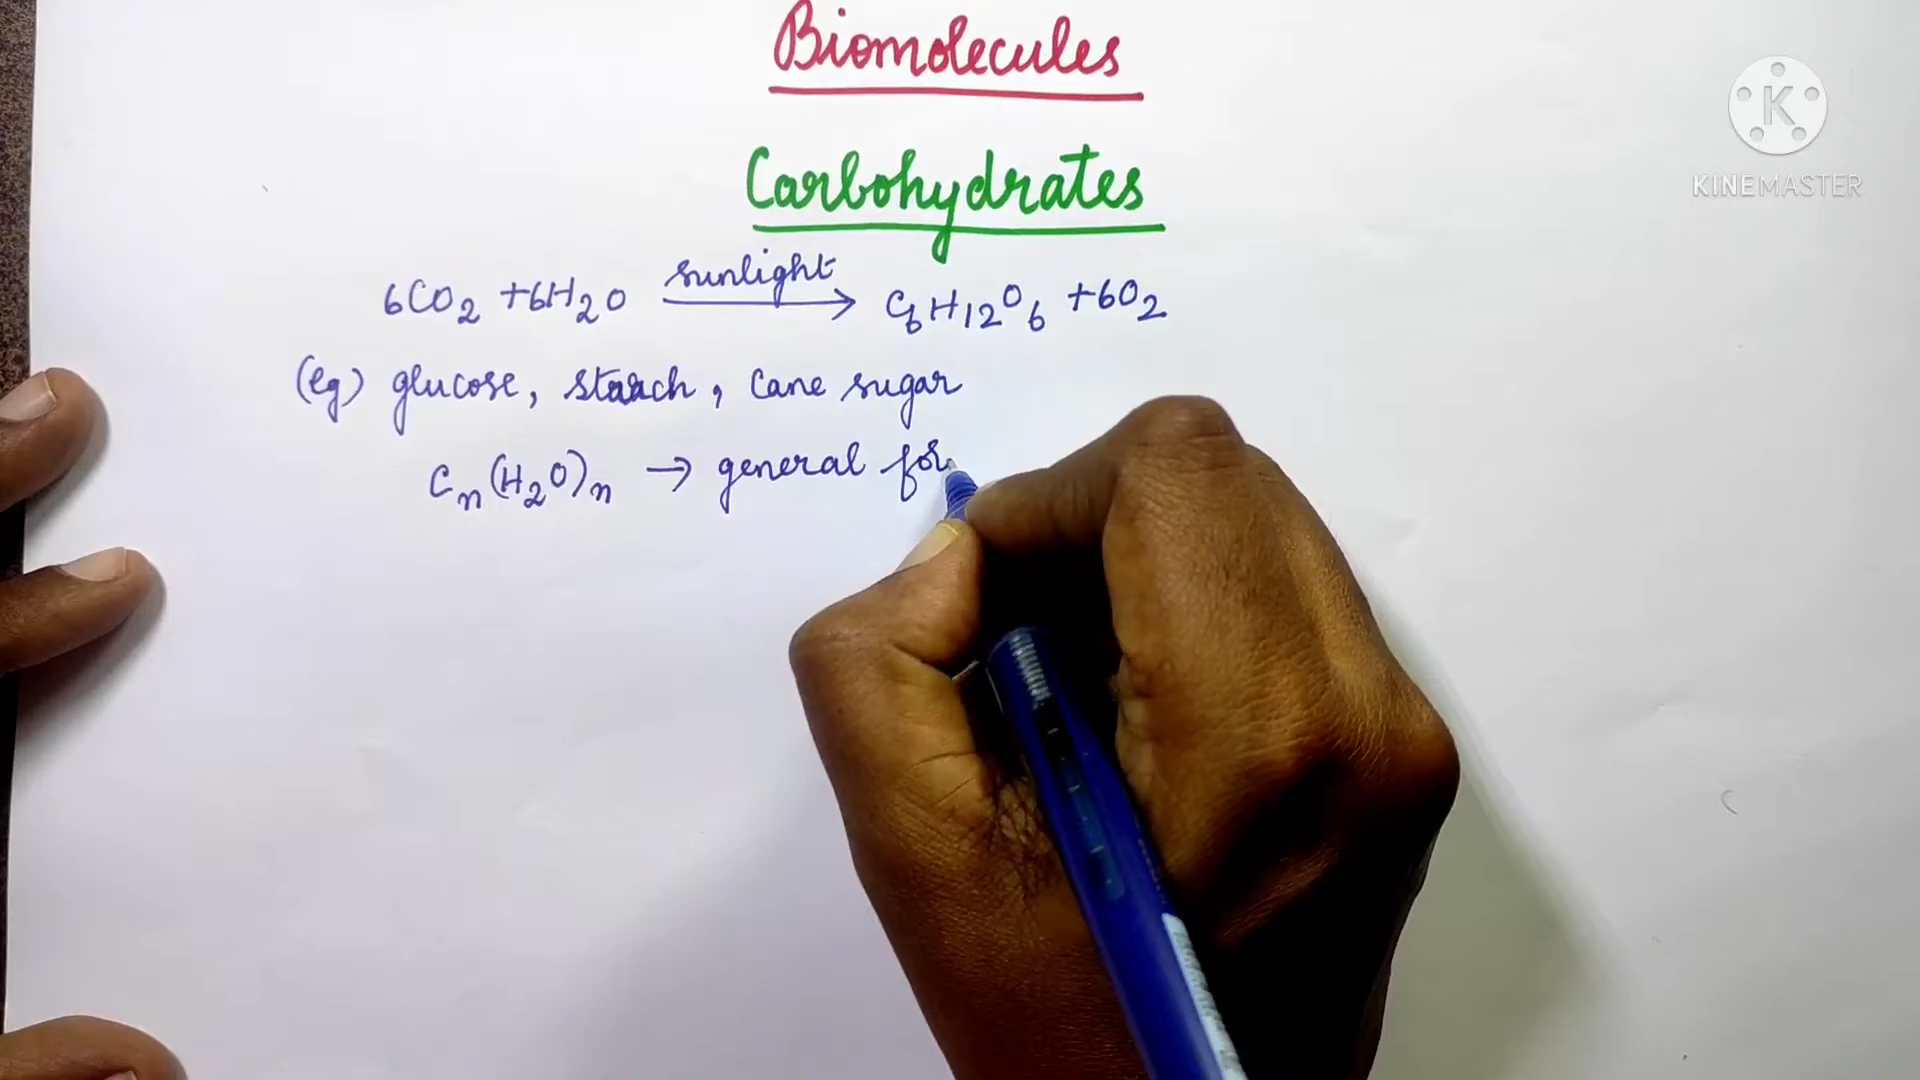 Biomolecules
KINEMASTER
Carbohydrates
sunlight
6CO2 +6H2O → C6H12O6 +6O2
(eg) glucose, starch, cane sugar
Cn(H2O)n → general for